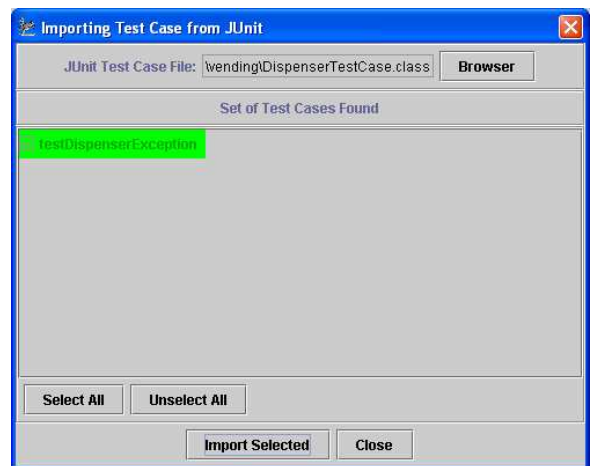 Importing Test Case from JUnit
JUnit Test Case File: \vending\DispenserTestCase.class Browser
Set of Test Cases Found
testDispenserException
Select All Unselect All
Import Selected Close